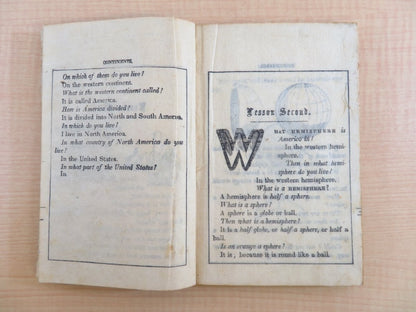 CONTINENTS.
On which of them do you live?
On the western continent.
What is the western continent called?
It is called America.
How is America divided?
It is divided into North and South America.
In which do you live?
I live in North America.
In what country of North America do you
live?
In the United States.
In what part of the United States?
In
Lesson Second.
WHAT HEMISPHERE is
America in?
In the western hemi-
sphere.
Then in what hemi-
sphere do you live?
In the western hemisphere.
What is a HEMISPHERE?
A hemisphere is half a sphere.
What is a sphere?
A sphere is a globe or ball.
Then what is a hemisphere?
It is a half globe, or half a sphere, or half a
ball.
Is an orange a sphere?
It is, because it is round like a ball.